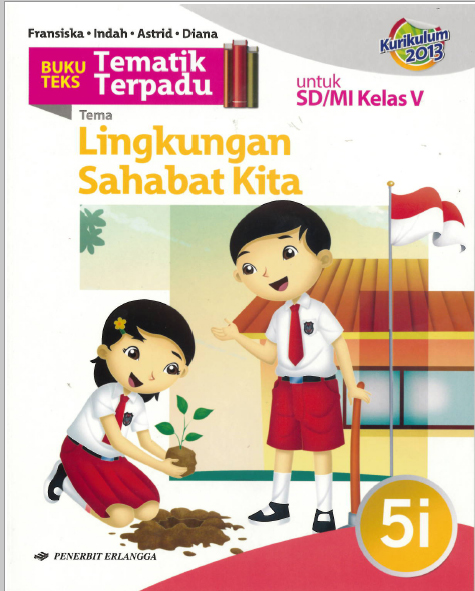 Fransiska • Indah • Astrid • Diana
Kurikulum
2013
BUKU
TEKS
Tematik
Terpadu
untuk
SD/MI Kelas V
Tema
Lingkungan
Sahabat Kita
5i
PENERBIT ERLANGGA